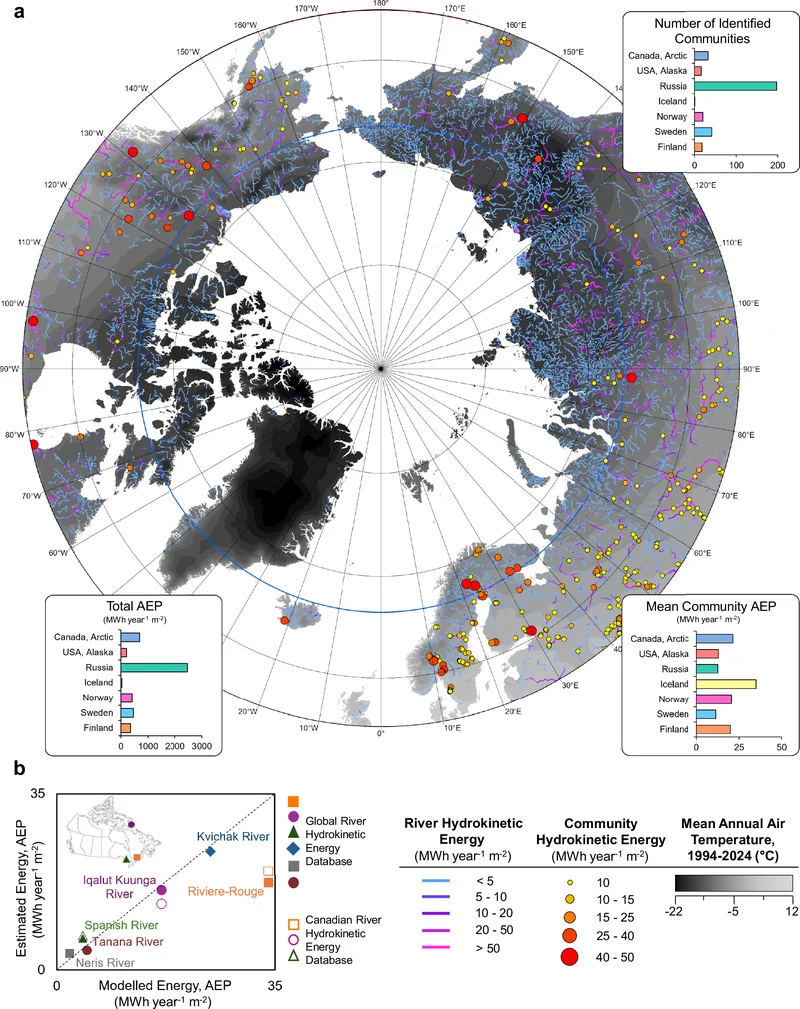 a
180°
170°W
170°E
160°W
160°E
150°W
150°E
140°W
14
130°W
120°W
120°E
110°W
110°E
100°W
100°E
90°W
90°E
80°W
80°E
70°W
70°E
60°W
60°E
40
30°E
20°W
20°E
10°W
10°E
0°
Number of Identified
Communities
Canada, Arctic
USA, Alaska
Russia
Iceland
Norway
Sweden
Finland
0 100 200
Total AEP
(MWh year-1 m-2)
Canada, Arctic
USA, Alaska
Russia
Iceland
Norway
Sweden
Finland
0 1000 2000 3000
Mean Community AEP
(MWh year-1 m-2)
Canada, Arctic
USA, Alaska
Russia
Iceland
Norway
Sweden
Finland
0 25 50
b
35
Estimated Energy, AEP
(MWh year-1 m-2)
Kvichak River
Iqalut Kuunga
River
Riviere-Rouge
Spanish River
Tanana River
Neris River
0
0 35
Modelled Energy, AEP
(MWh year-1 m-2)
Global River
Hydrokinetic
Energy
Database
Canadian River
Hydrokinetic
Energy
Database
River Hydrokinetic
Energy
(MWh year-1 m-2)
< 5
5 - 10
10 - 20
20 - 50
> 50
Community
Hydrokinetic Energy
(MWh year-1 m-2)
10
10 - 15
15 - 25
25 - 40
40 - 50
Mean Annual Air
Temperature,
1994-2024 (°C)
-22 -5 12